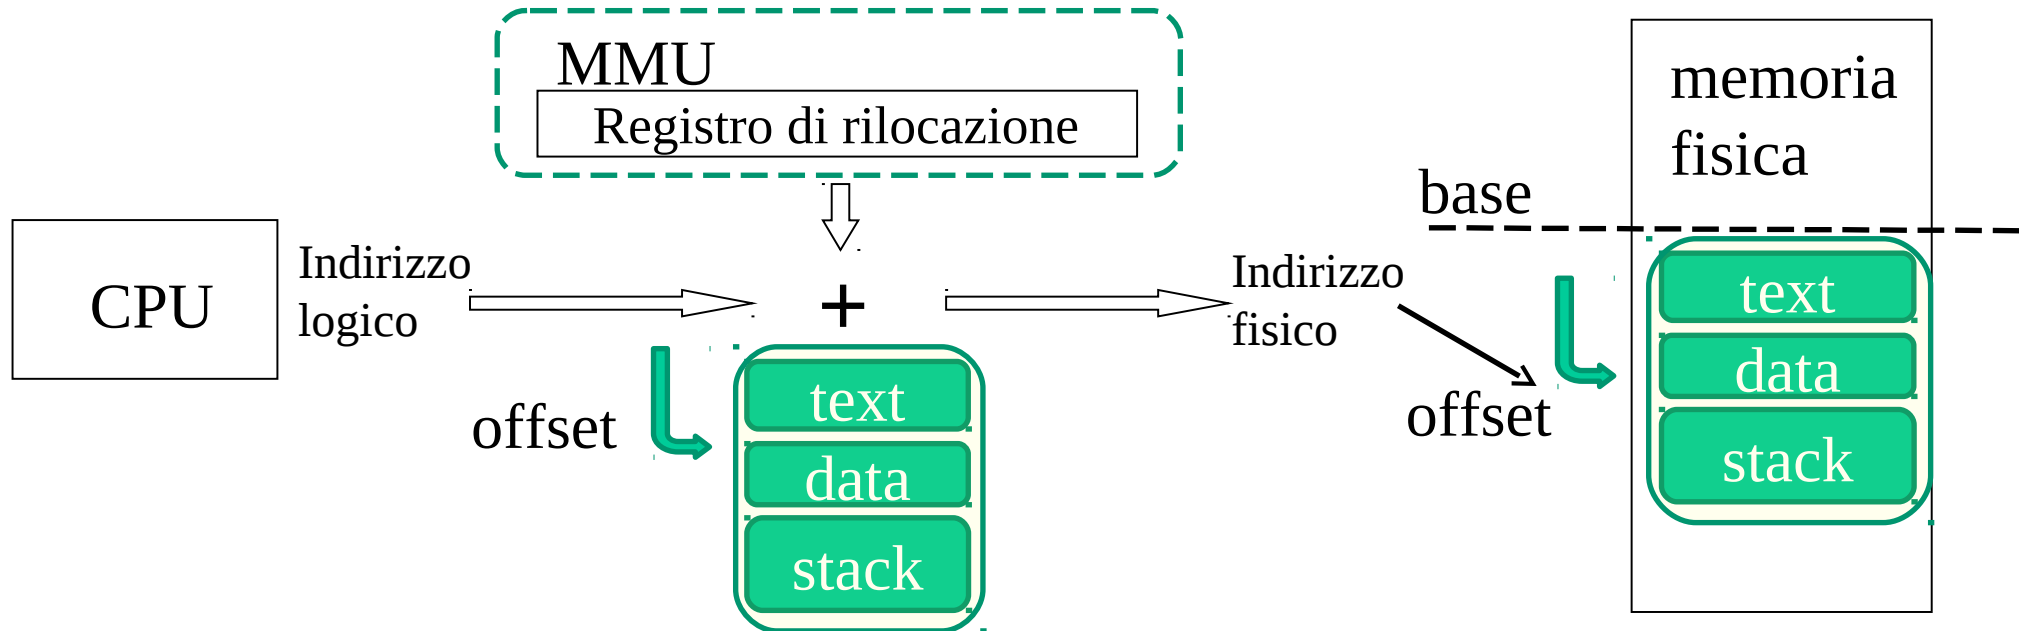 MMU
Registro di rilocazione
CPU
Indirizzo
logico
+
offset
text
data
stack
Indirizzo
fisico
base
offset
memoria
fisica
text
data
stack